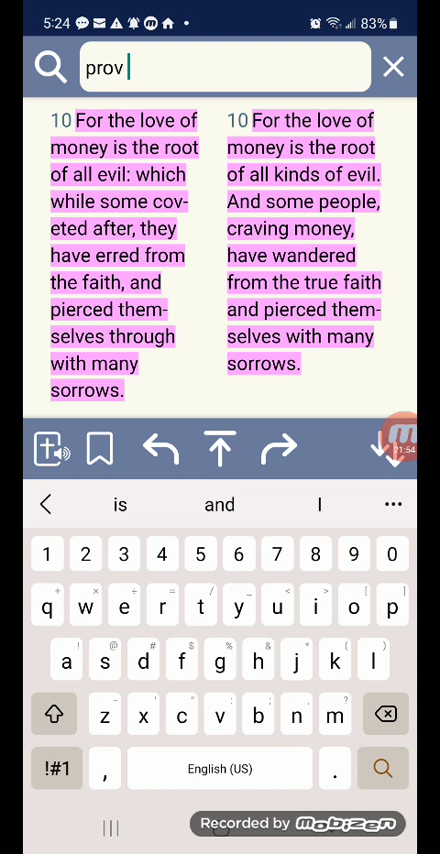 5:24 83%
prov
10 For the love of
money is the root
of all evil: which
while some cov-
eted after, they
have erred from
the faith, and
pierced them-
selves through
with many
sorrows.
10 For the love of
money is the root
of all kinds of evil.
And some people,
craving money,
have wandered
from the true faith
and pierced them-
selves with many
sorrows.
21:54
is and I
1 2 3 4 5 6 7 8 9 0
+ × ÷ = / _ < > [ ]
q w e r t y u i o p
! @ # $ % & * ( )
a s d f g h j k l
- ' " : ; , ?
z x c v b n m
!#1 , English (US) .
Recorded by mobizen